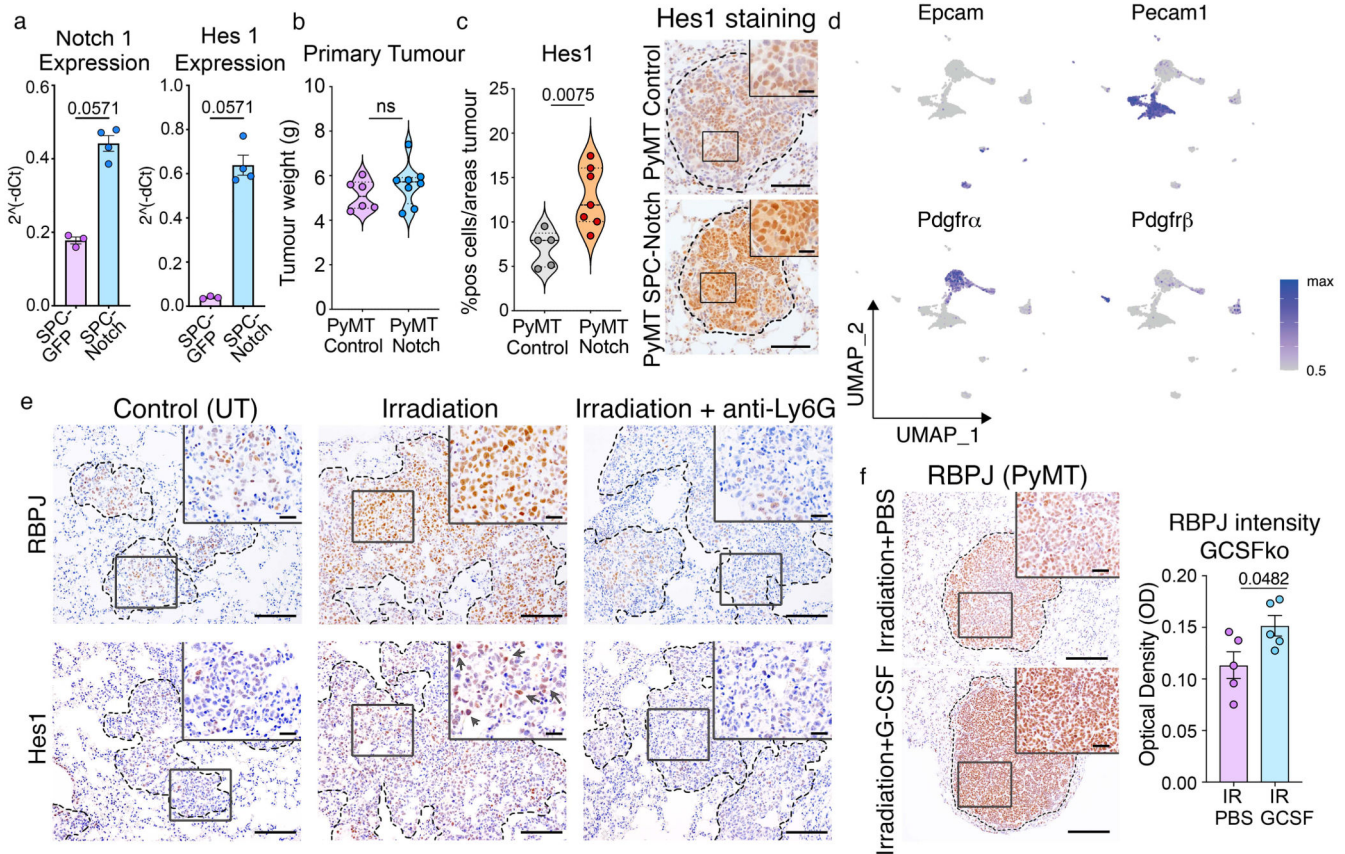 a
Notch 1
Expression
0.6
0.4
0.2
0.0
2^(-dCt)
0.0571
SPC-
GFP
SPC-
Notch
Hes 1
Expression
1.0
0.8
0.6
0.4
0.2
0.0
2^(-dCt)
0.0571
SPC-
GFP
SPC-
Notch
b
Primary Tumour
10
8
6
4
2
0
Tumour weight (g)
ns
PyMT
Control
PyMT
Notch
c
Hes1
25
20
15
10
5
0
%pos cells/areas tumour
0.0075
PyMT
Control
PyMT
Notch
Hes1 staining
PyMT Control
PyMT SPC-Notch
d
Epcam
Pecam1
Pdgfrα
Pdgfrβ
UMAP_2
UMAP_1
max
0.5
e
Control (UT)
Irradiation
Irradiation + anti-Ly6G
RBPJ
Hes1
f
RBPJ (PyMT)
Irradiation+PBS
Irradiation+G-CSF
RBPJ intensity
GCSFko
0.20
0.15
0.10
0.05
0.00
Optical Density (OD)
0.0482
IR
PBS
IR
GCSF